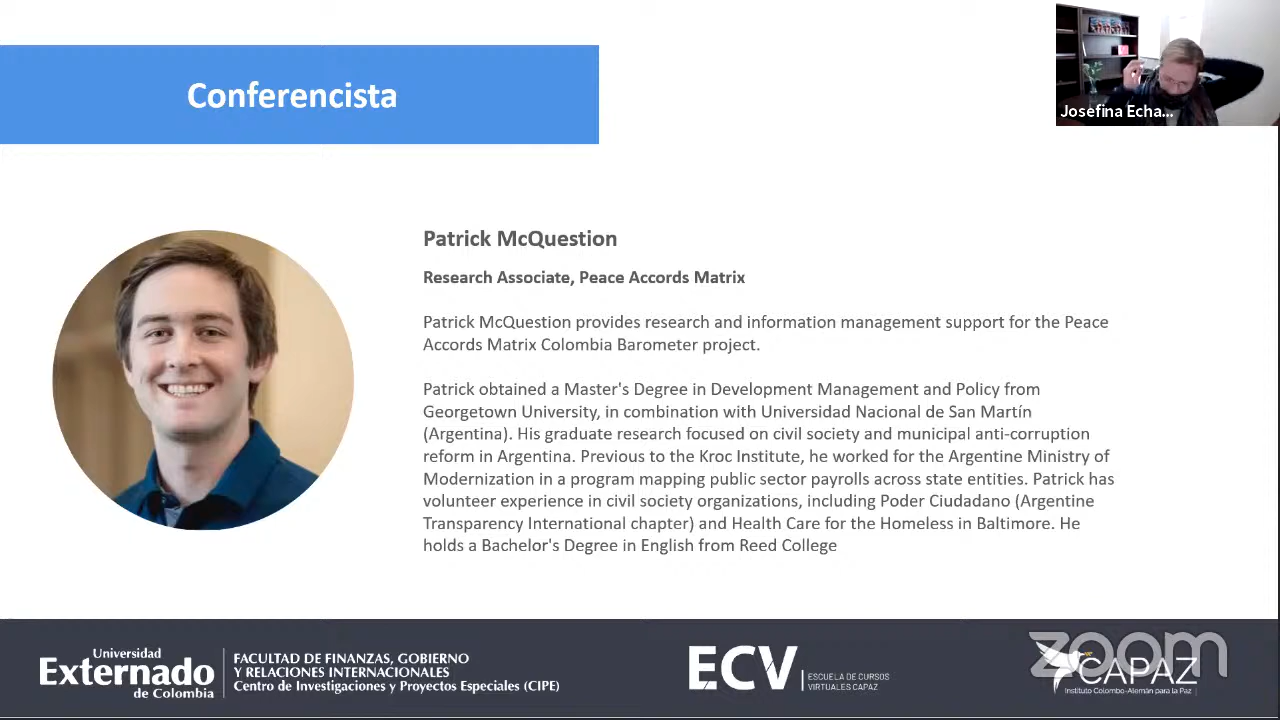 Conferencista
Josefina Echa...
Patrick McQuestion
Research Associate, Peace Accords Matrix
Patrick McQuestion provides research and information management support for the Peace
Accords Matrix Colombia Barometer project.
Patrick obtained a Master's Degree in Development Management and Policy from
Georgetown University, in combination with Universidad Nacional de San Martín
(Argentina). His graduate research focused on civil society and municipal anti-corruption
reform in Argentina. Previous to the Kroc Institute, he worked for the Argentine Ministry of
Modernization in a program mapping public sector payrolls across state entities. Patrick has
volunteer experience in civil society organizations, including Poder Ciudadano (Argentine
Transparency International chapter) and Health Care for the Homeless in Baltimore. He
holds a Bachelor's Degree in English from Reed College
Universidad
Externado
de Colombia
FACULTAD DE FINANZAS, GOBIERNO
Y RELACIONES INTERNACIONALES
Centro de Investigaciones y Proyectos Especiales (CIPE)
ECV
ESCUELA DE CURSOS
VIRTUALES CAPAZ
zoom
CAPAZ
Instituto Colombo-Alemán para la Paz